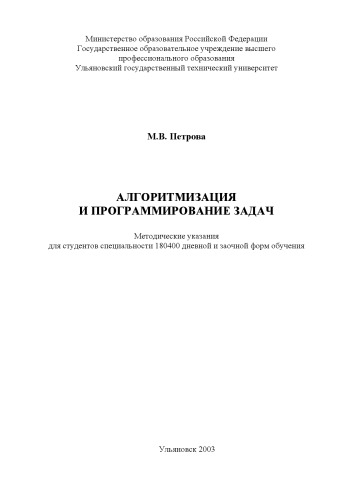 Министерство образования Российской Федерации
Государственное образовательное учреждение высшего
профессионального образования
Ульяновский государственный технический университет
М.В. Петрова
АЛГОРИТМИЗАЦИЯ
И ПРОГРАММИРОВАНИЕ ЗАДАЧ
Методические указания
для студентов специальности 180400 дневной и заочной форм обучения
Ульяновск 2003